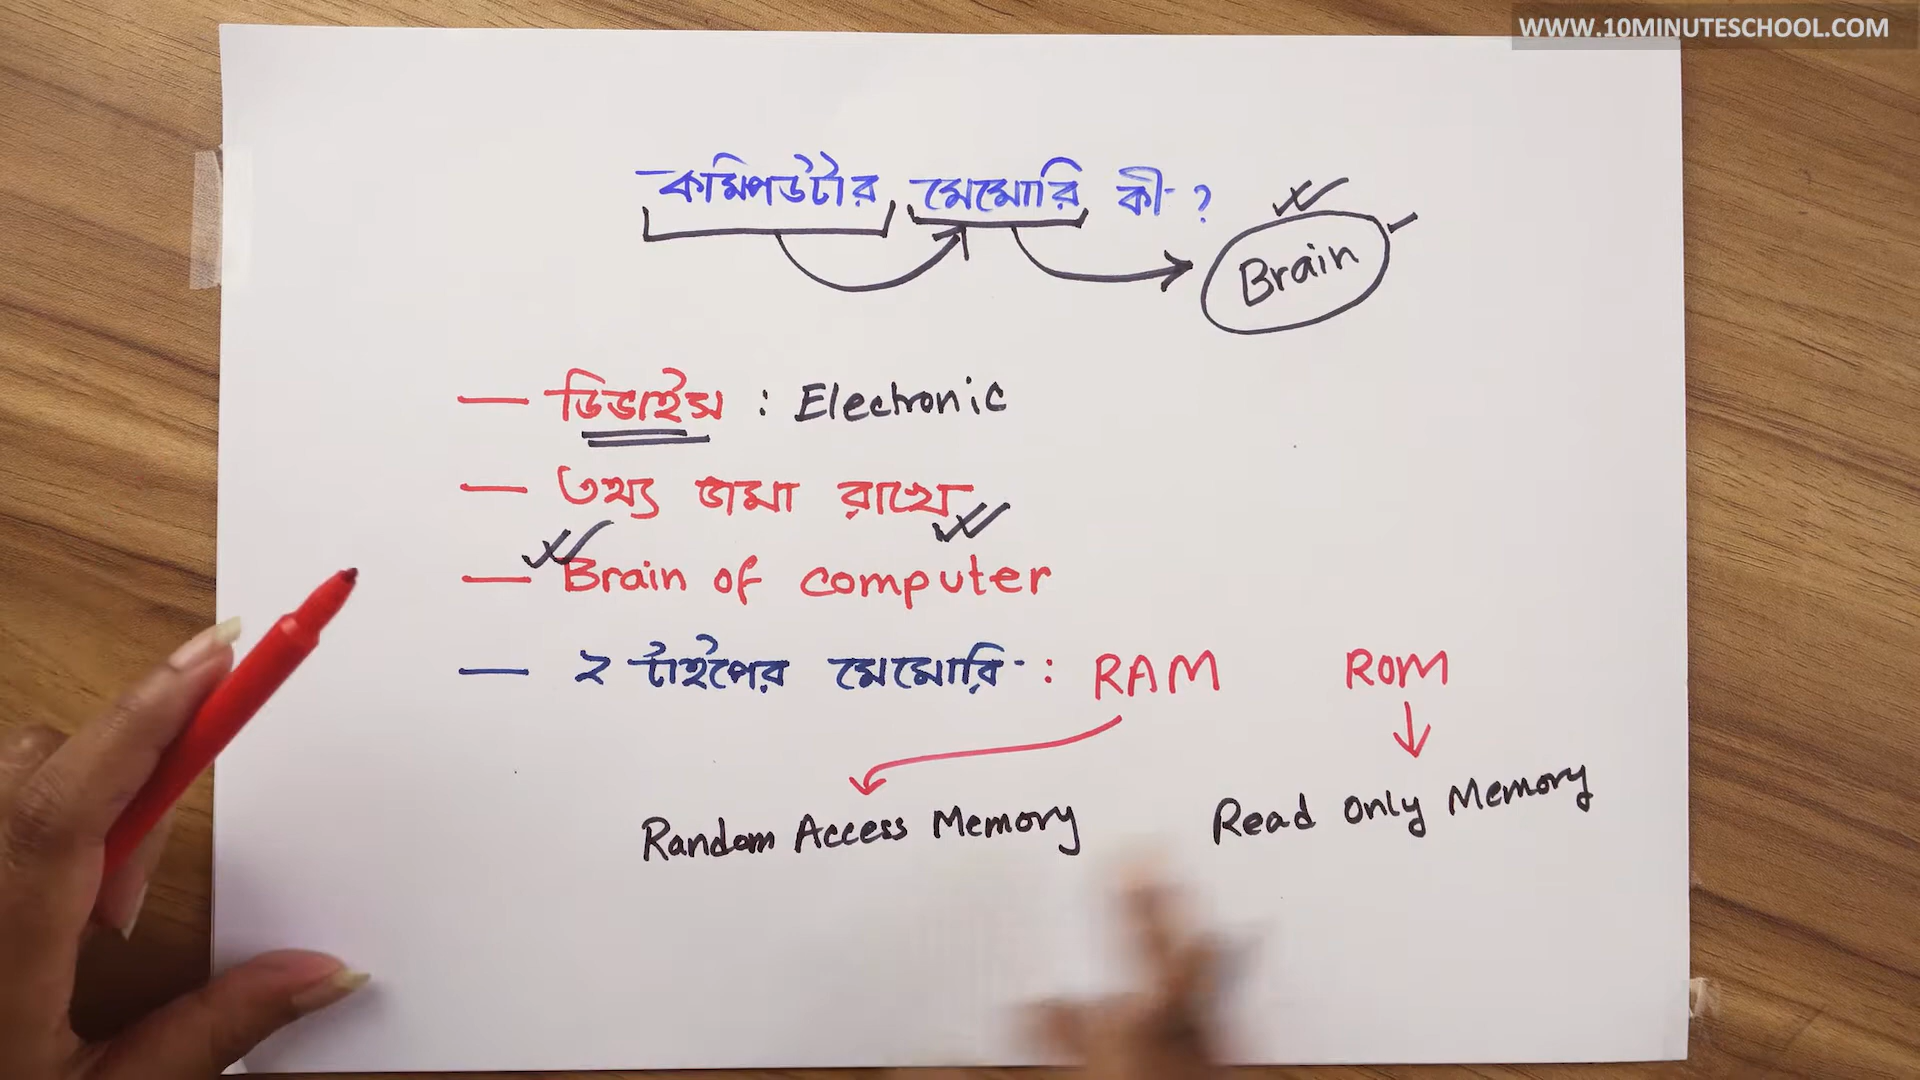 WWW.10MINUTESCHOOL.COM
কম্পিউটার মেমোরি কী ?
Brain
— ডিভাইস : Electronic
— তথ্য জমা রাখে
— Brain of computer
— ২ টাইপের মেমোরি : RAM ROM
Random Access Memory Read Only Memory